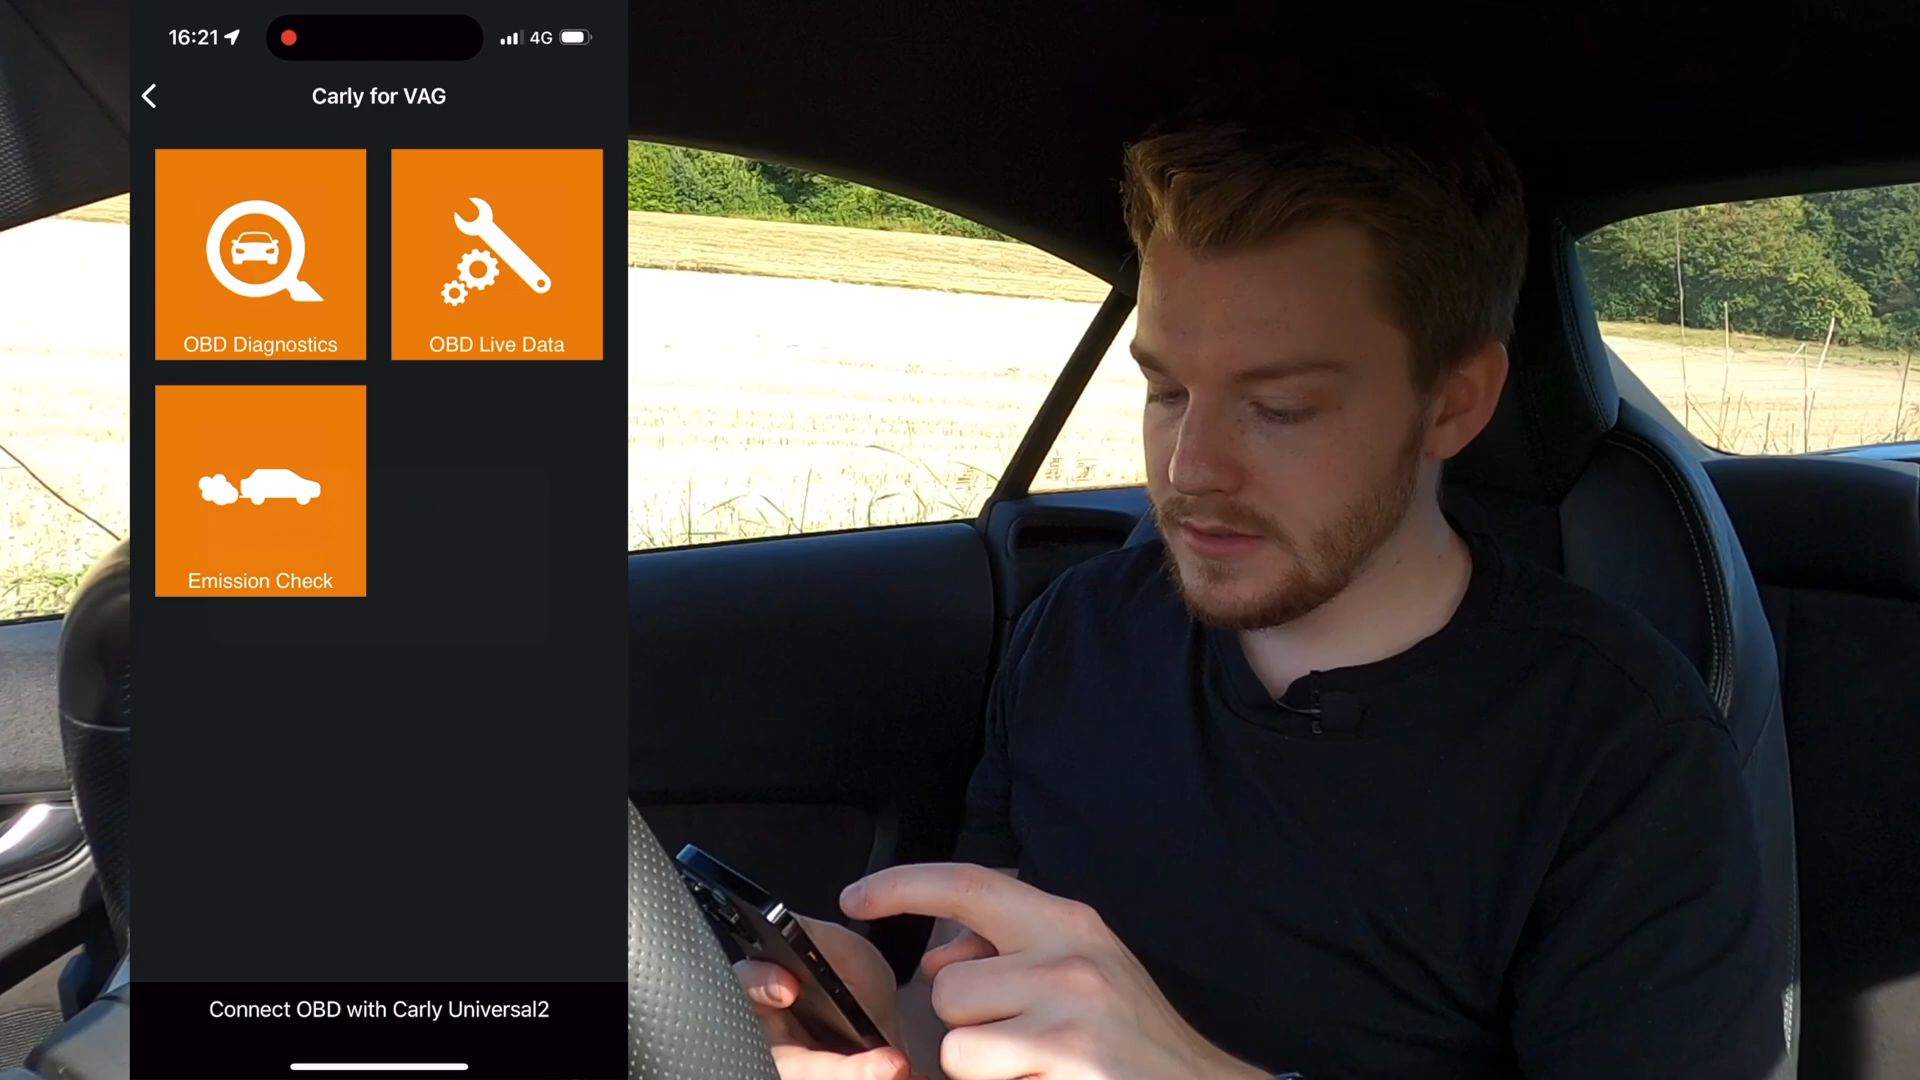 16:21
4G
Carly for VAG
OBD Diagnostics
OBD Live Data
Emission Check
Connect OBD with Carly Universal2